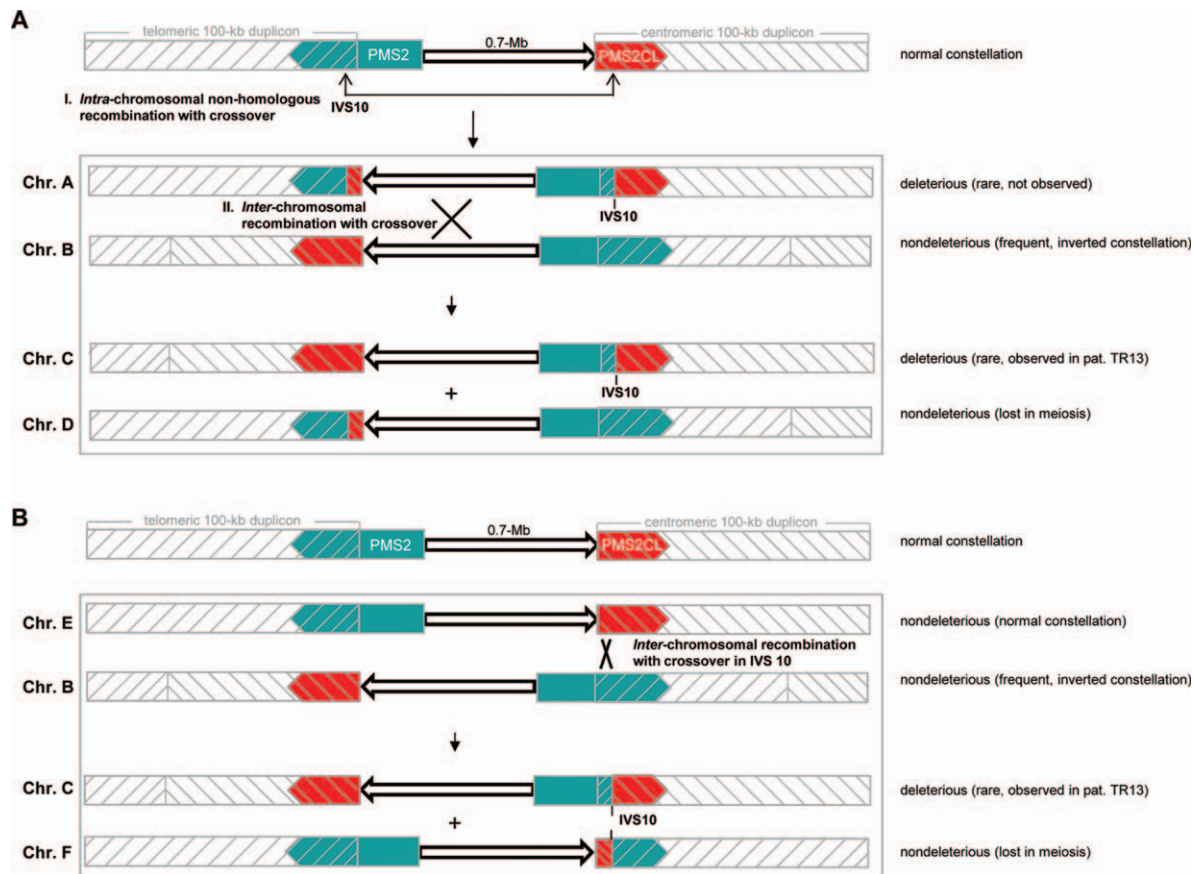 A
telomeric 100-kb duplicon
centromeric 100-kb duplicon
PMS2
0.7-Mb
PMS2CL
normal constellation
I. Intra-chromosomal non-homologous
recombination with crossover
IVS10
Chr. A
deleterious (rare, not observed)
II. Inter-chromosomal
recombination with crossover
IVS10
Chr. B
nondeleterious (frequent, inverted constellation)
Chr. C
deleterious (rare, observed in pat. TR13)
+
IVS10
Chr. D
nondeleterious (lost in meiosis)
B
telomeric 100-kb duplicon
centromeric 100-kb duplicon
PMS2
0.7-Mb
PMS2CL
normal constellation
Chr. E
nondeleterious (normal constellation)
Inter-chromosomal recombination
with crossover in IVS 10
Chr. B
nondeleterious (frequent, inverted constellation)
Chr. C
deleterious (rare, observed in pat. TR13)
+
IVS10
Chr. F
nondeleterious (lost in meiosis)